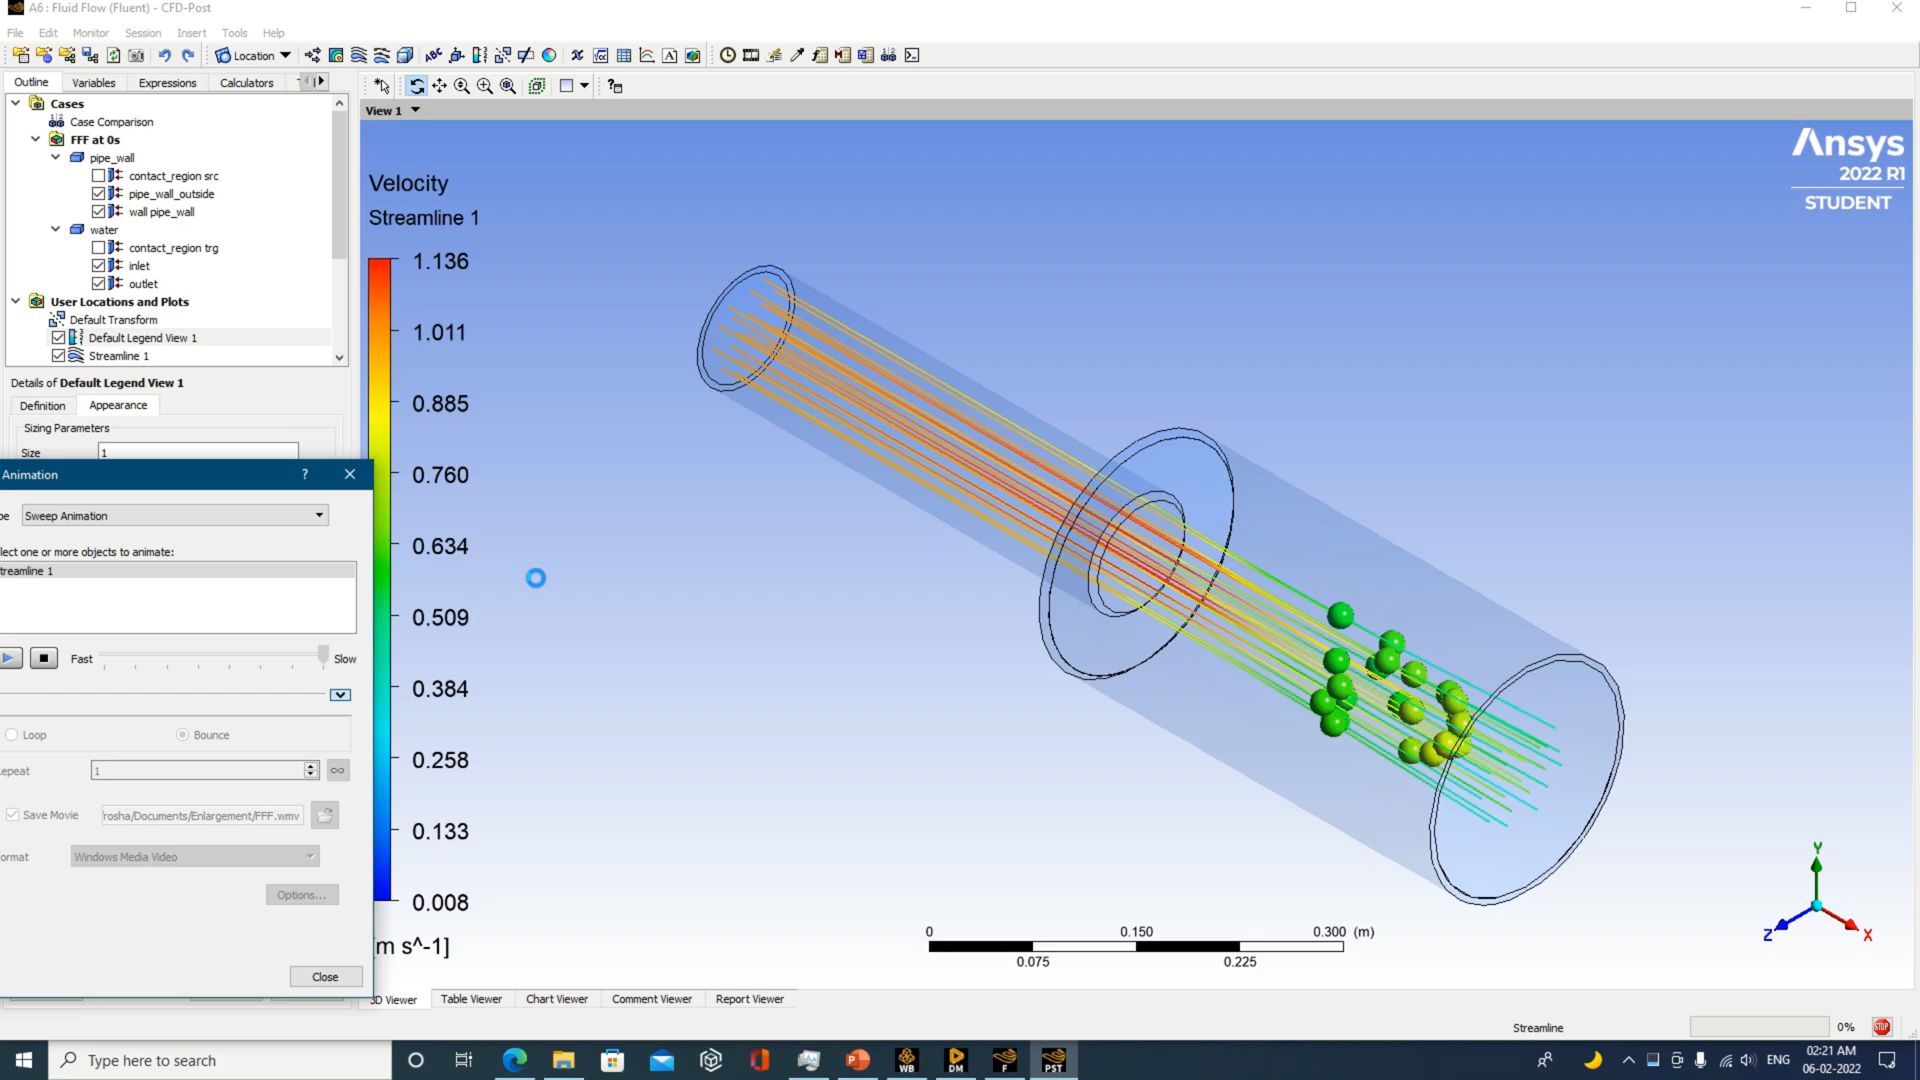 A6 : Fluid Flow (Fluent) - CFD-Post
File Edit Monitor Session Insert Tools Help
Location
Outline Variables Expressions Calculators
View 1
Cases
Case Comparison
FFF at 0s
pipe_wall
contact_region src
pipe_wall_outside
wall pipe_wall
water
contact_region trg
inlet
outlet
User Locations and Plots
Default Transform
Default Legend View 1
Streamline 1
Details of Default Legend View 1
Definition Appearance
Sizing Parameters
Size 1
Animation
? 
pe Sweep Animation
lect one or more objects to animate:
treamline 1
Fast Slow
Loop Bounce
epeat 1
Save Movie rosha/Documents/Enlargement/FFF.wmv
ormat Windows Media Video
Options...
Close
Velocity
Streamline 1
1.136
1.011
0.885
0.760
0.634
0.509
0.384
0.258
0.133
0.008
m s^-1]
Ansys
2022 R1
STUDENT
0 0.150 0.300 (m)
0.075 0.225
Y
Z X
3D Viewer Table Viewer Chart Viewer Comment Viewer Report Viewer
Streamline 0% STOP
Type here to search
WB DM F PST
ENG
02:21 AM
06-02-2022